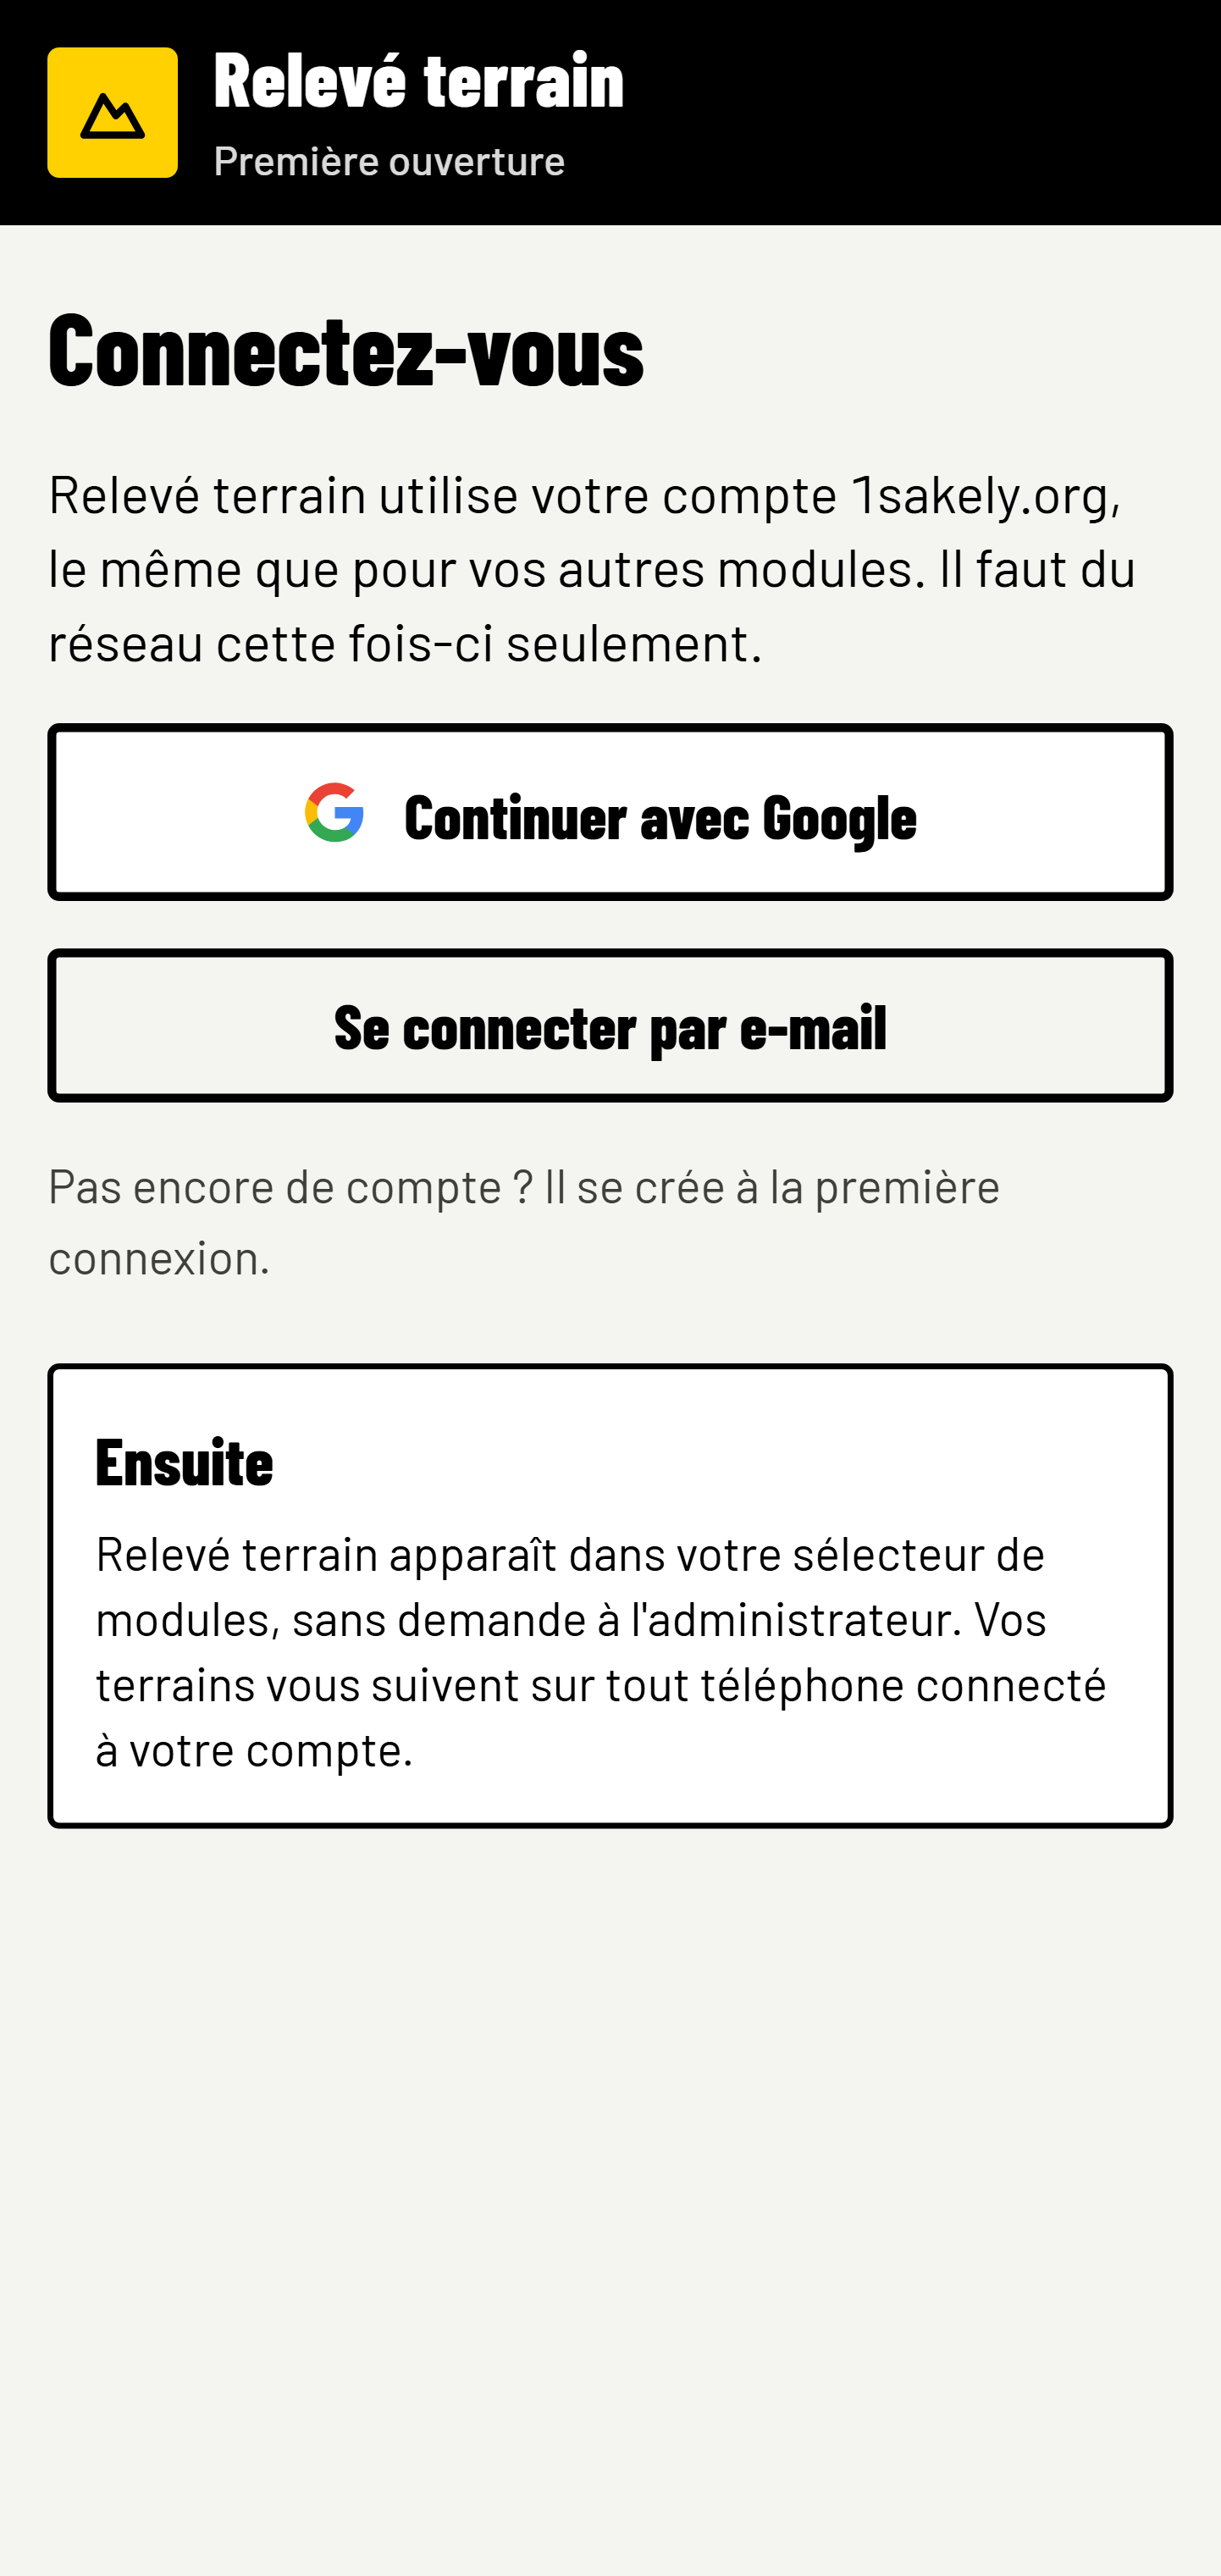 Relevé terrain
Première ouverture
Connectez-vous
Relevé terrain utilise votre compte 1sakely.org,
le même que pour vos autres modules. Il faut du
réseau cette fois-ci seulement.
Continuer avec Google
Se connecter par e-mail
Pas encore de compte ? Il se crée à la première
connexion.
Ensuite
Relevé terrain apparaît dans votre sélecteur de
modules, sans demande à l'administrateur. Vos
terrains vous suivent sur tout téléphone connecté
à votre compte.